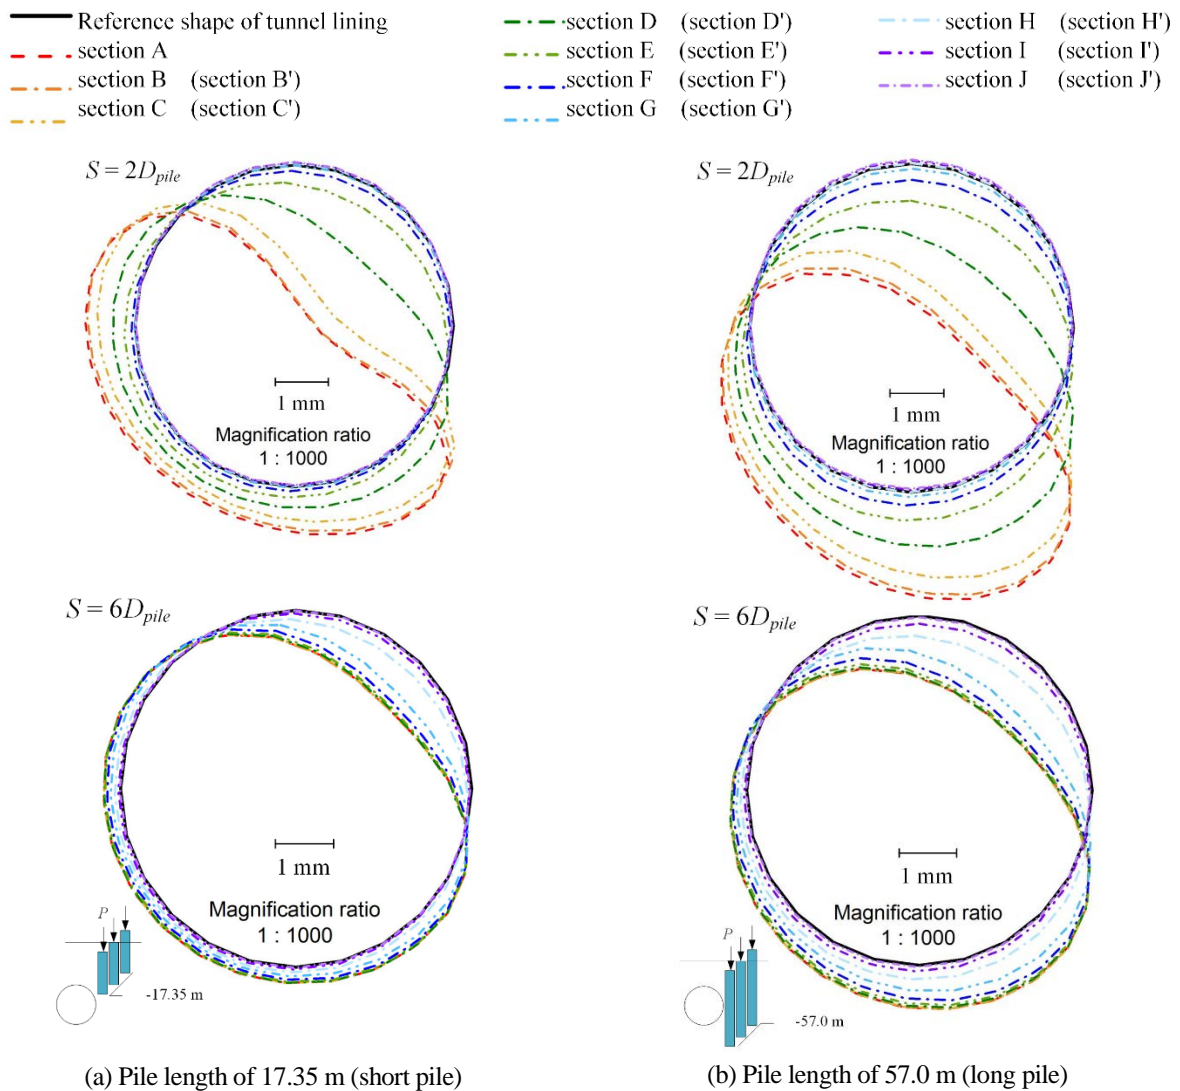 Reference shape of tunnel lining
section A
section B (section B')
section C (section C')
section D (section D')
section E (section E')
section F (section F')
section G (section G')
section H (section H')
section I (section I')
section J (section J')
S = 2D_pile
1 mm
Magnification ratio
1 : 1000
S = 2D_pile
1 mm
Magnification ratio
1 : 1000
S = 6D_pile
1 mm
Magnification ratio
1 : 1000
P
-17.35 m
S = 6D_pile
1 mm
Magnification ratio
1 : 1000
P
-57.0 m
(a) Pile length of 17.35 m (short pile)
(b) Pile length of 57.0 m (long pile)